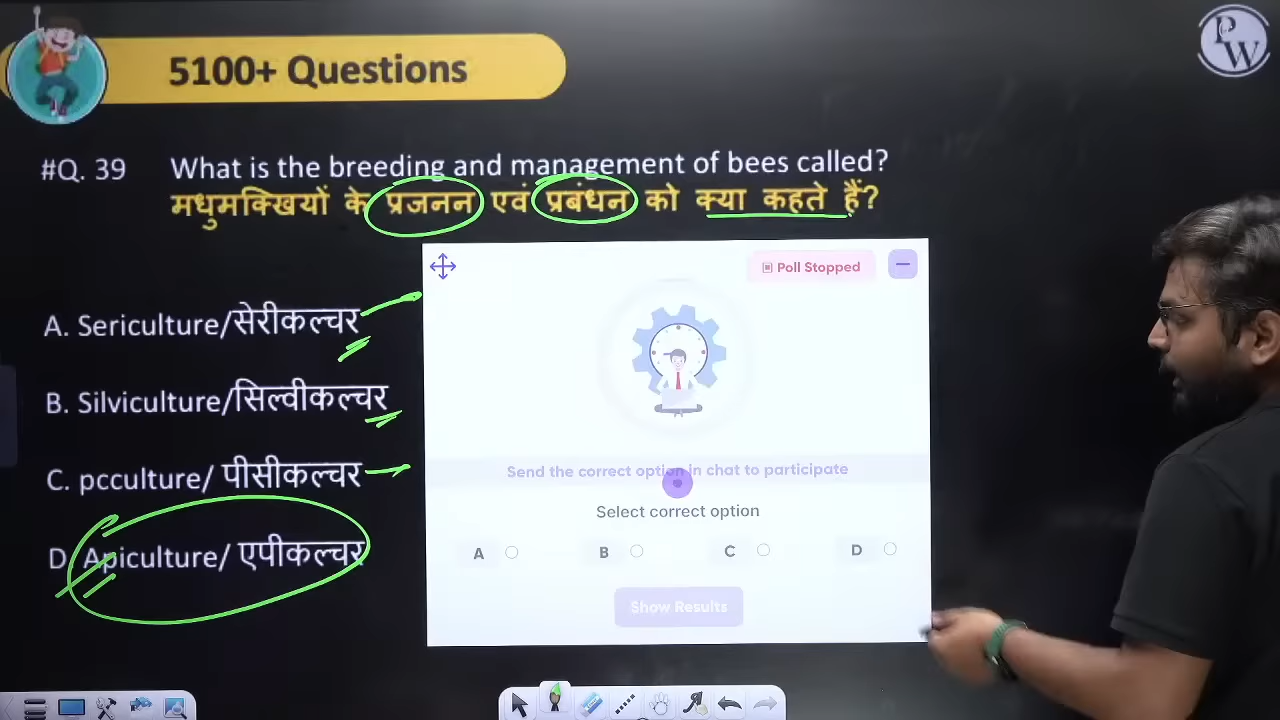 5100+ Questions
PW
#Q. 39 What is the breeding and management of bees called?
मधुमक्खियों के प्रजनन एवं प्रबंधन को क्या कहते हैं?
Poll Stopped
A. Sericulture/सेरीकल्चर
B. Silviculture/सिल्वीकल्चर
C. pcculture/ पीसीकल्चर
D Apiculture/ एपीकल्चर
Send the correct option in chat to participate
Select correct option
A B C D
Show Results